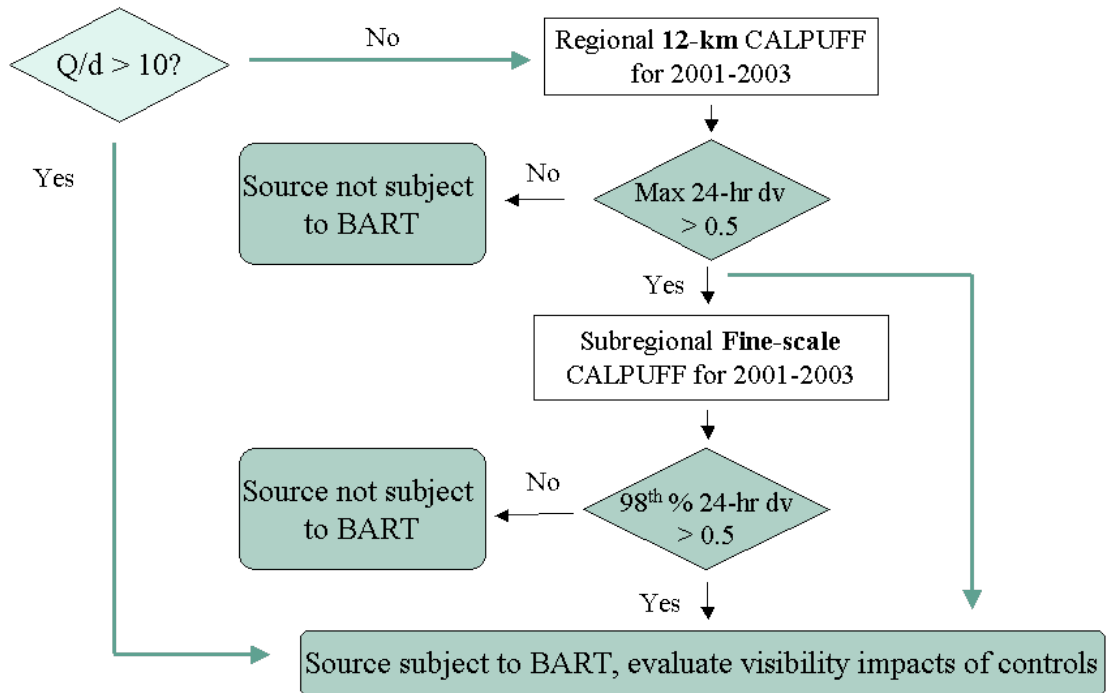 Q/d > 10?
No
Regional 12-km CALPUFF
for 2001-2003
Yes
Source not subject
to BART
No
Max 24-hr dv
> 0.5
Yes
Subregional Fine-scale
CALPUFF for 2001-2003
Source not subject
to BART
No
98th % 24-hr dv
> 0.5
Yes
Source subject to BART, evaluate visibility impacts of controls